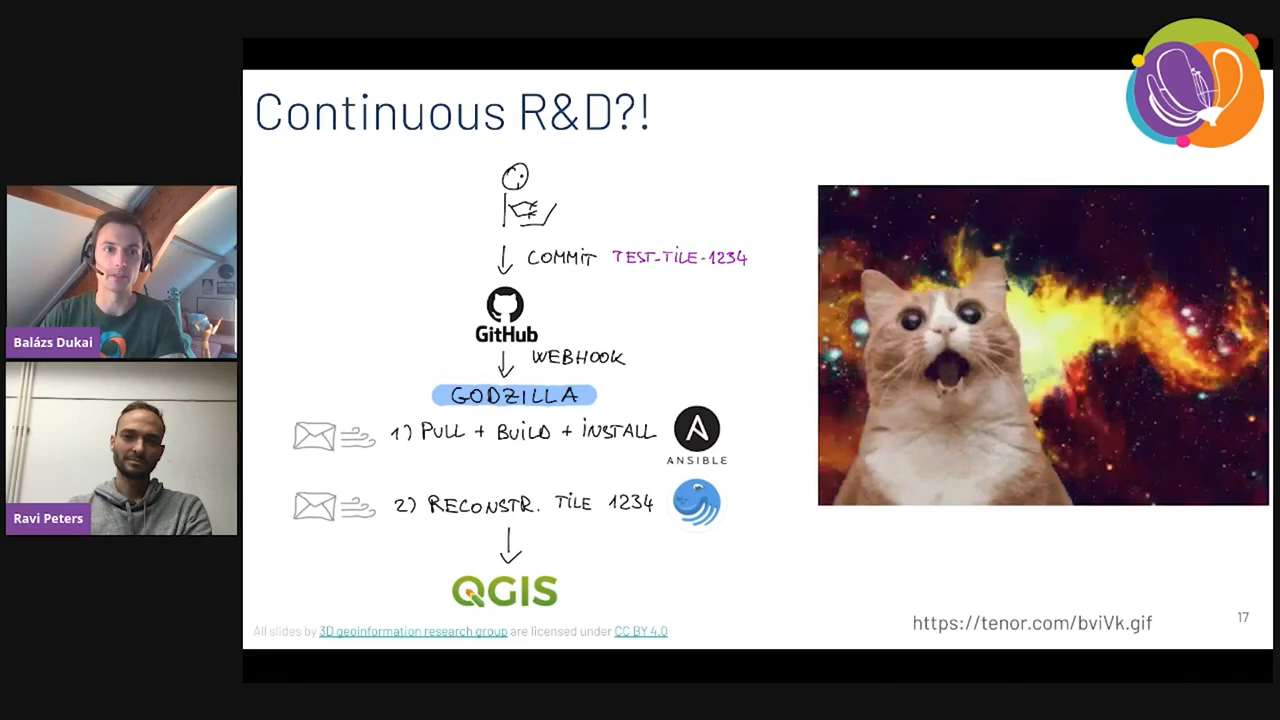 Continuous R&D?!
COMMIT TEST-TILE-1234
GitHub
WEBHOOK
GODZILLA
1) PULL + BUILD + INSTALL
ANSIBLE
2) RECONSTR. TILE 1234
QGIS
All slides by 3D geoinformation research group are licensed under CC BY 4.0
https://tenor.com/bviVk.gif
17
Balázs Dukai
Ravi Peters